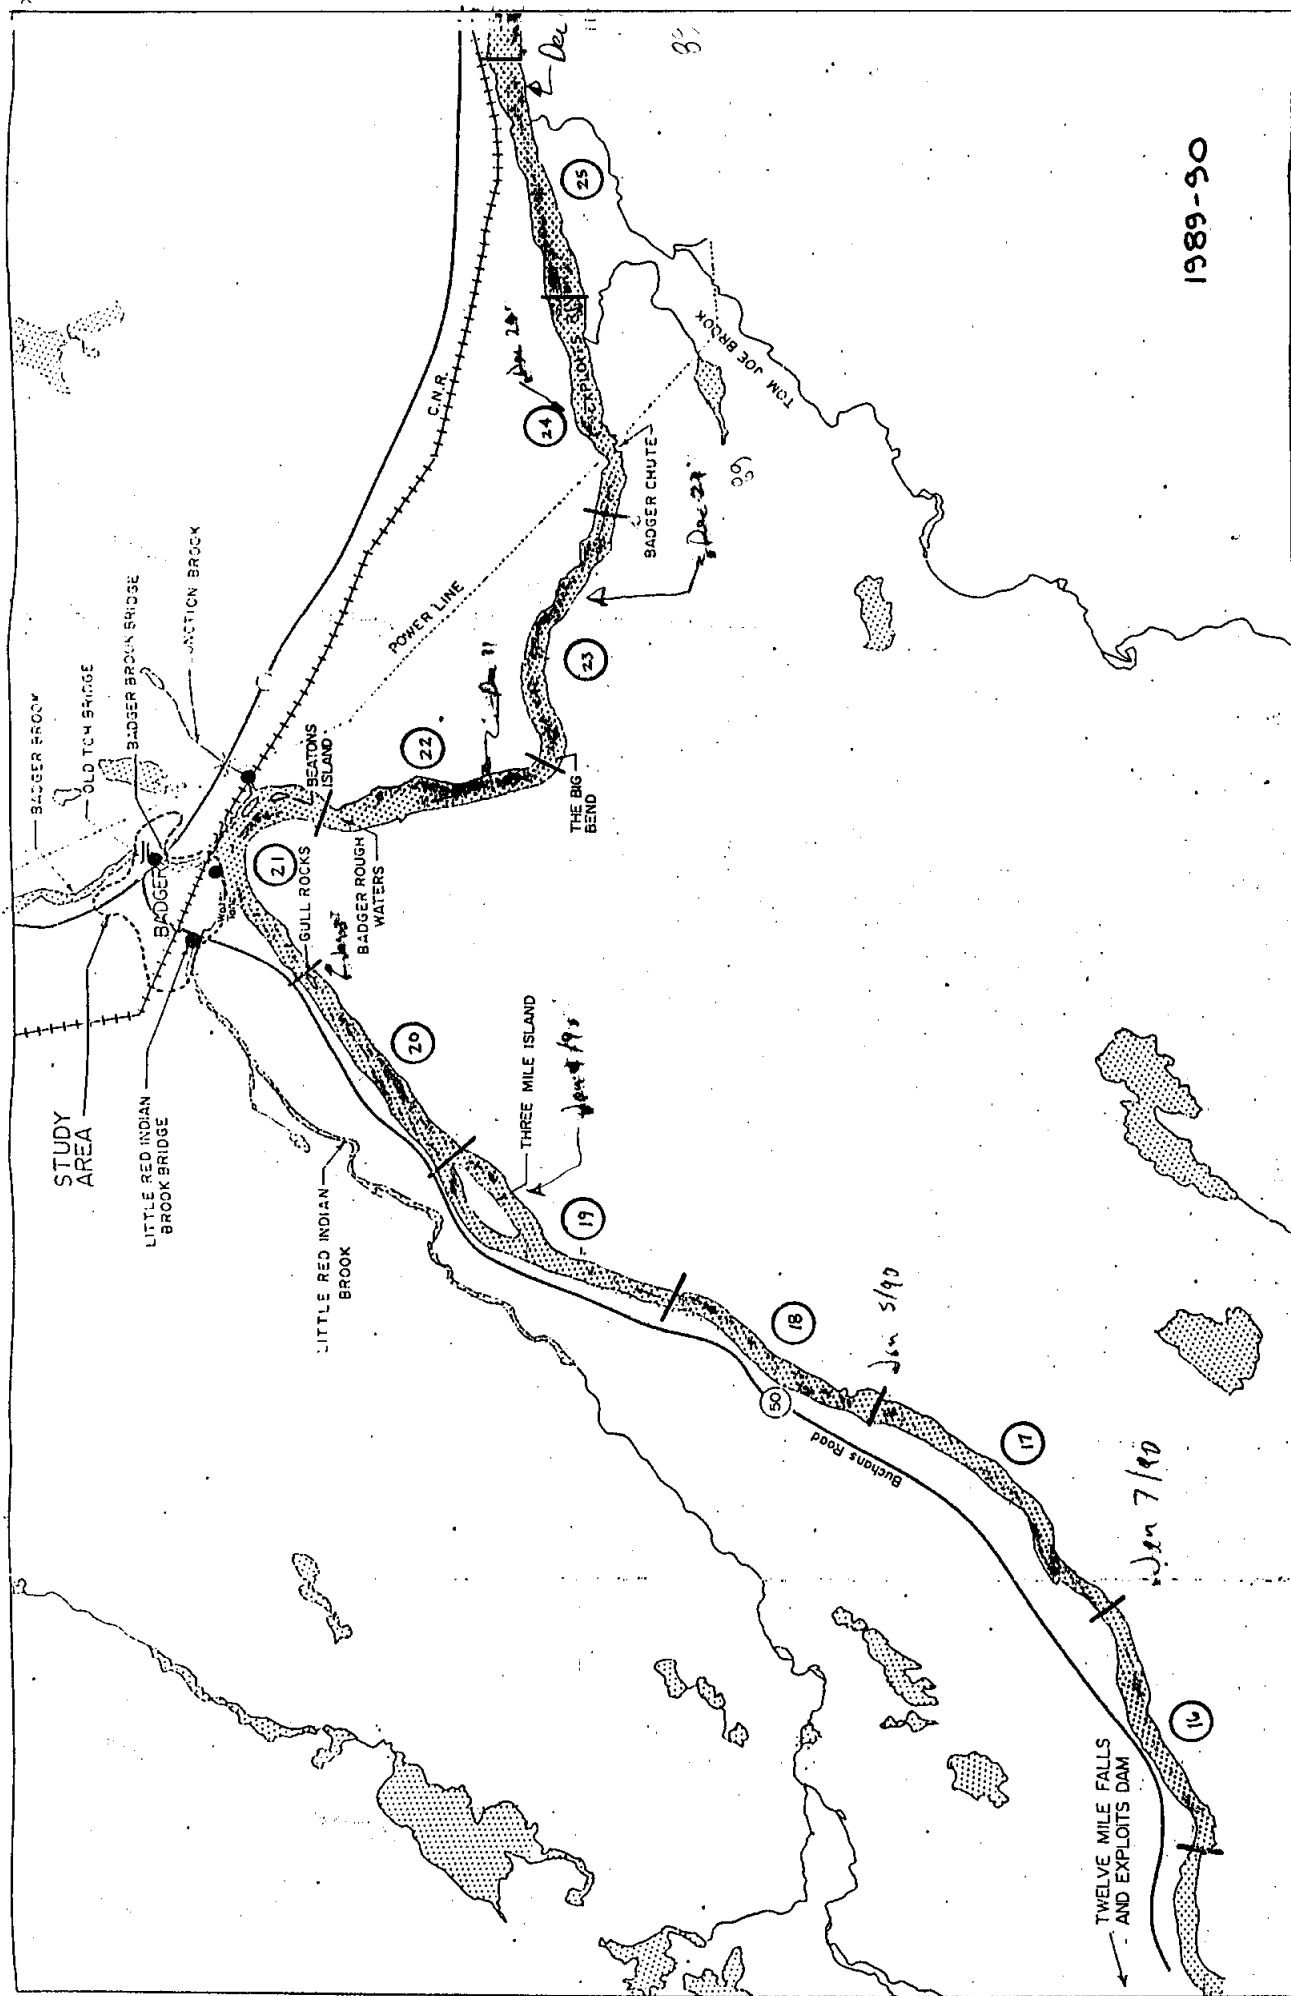 BADGER BROOK
OLD TCH BRIDGE
BADGER BROOK BRIDGE
JUNCTION BROOK
STUDY
AREA
LITTLE RED INDIAN
BROOK BRIDGE
LITTLE RED INDIAN
BROOK
BADGER
C.N.R.
POWER LINE
BEATONS
ISLAND
GULL ROCKS
BADGER ROUGH
WATERS
THE BIG
BEND
THREE MILE ISLAND
BADGER CHUTE
EXPLOITS
TOM JOE BROOK
Buchans Road
50
TWELVE MILE FALLS
AND EXPLOITS DAM
16
17
18
19
20
21
22
23
24
25
Jan 7/90
Jan 5/90
Dec 31
Dec 27
Dec
89
1989-90